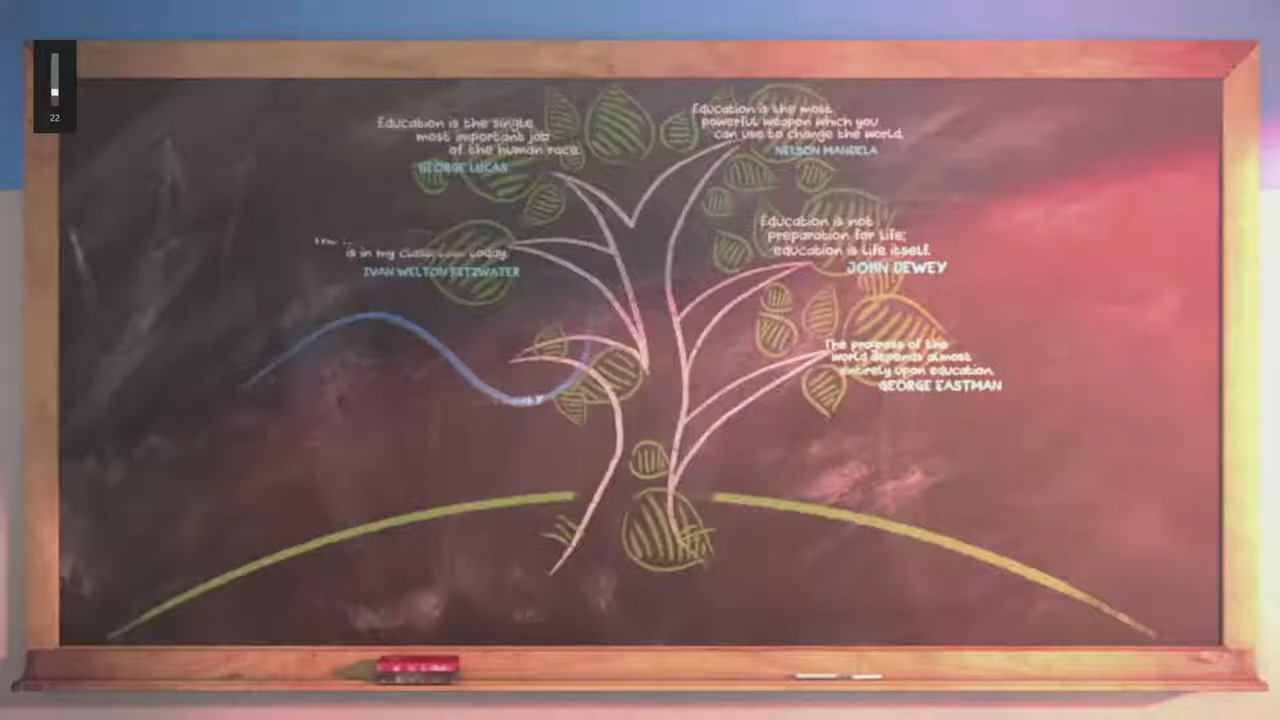 22
Education is the single
most important job
of the human race.
GEORGE LUCAS
Education is the most
powerful weapon which you
can use to change the world.
NELSON MANDELA
is in my today.
IVAN WELTON FITZWATER
Education is not
preparation for life;
education is life itself.
JOHN DEWEY
The progress of the
world depends almost
entirely upon education.
GEORGE EASTMAN